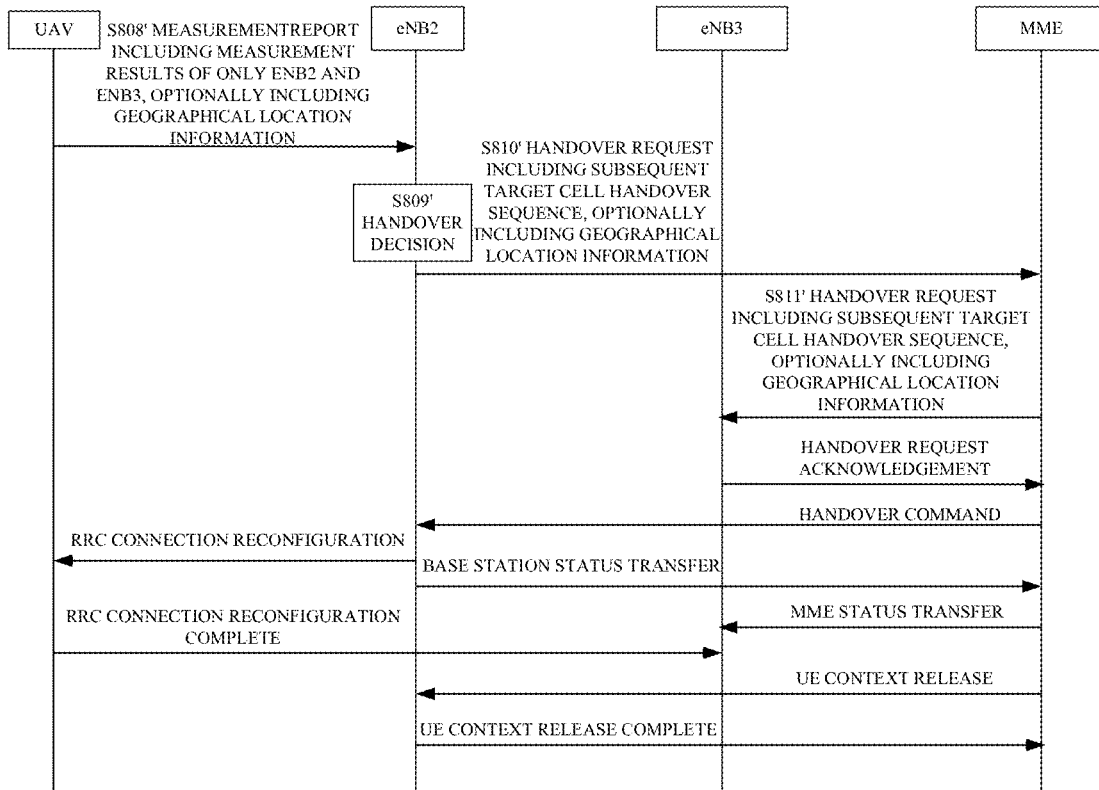 UAV
eNB2
eNB3
MME
S808' MEASUREMENTREPORT
INCLUDING MEASUREMENT
RESULTS OF ONLY ENB2 AND
ENB3, OPTIONALLY INCLUDING
GEOGRAPHICAL LOCATION
INFORMATION
S809'
HANDOVER
DECISION
S810' HANDOVER REQUEST
INCLUDING SUBSEQUENT
TARGET CELL HANDOVER
SEQUENCE, OPTIONALLY
INCLUDING GEOGRAPHICAL
LOCATION INFORMATION
S811' HANDOVER REQUEST
INCLUDING SUBSEQUENT TARGET
CELL HANDOVER SEQUENCE,
OPTIONALLY INCLUDING
GEOGRAPHICAL LOCATION
INFORMATION
HANDOVER REQUEST
ACKNOWLEDGEMENT
HANDOVER COMMAND
RRC CONNECTION RECONFIGURATION
BASE STATION STATUS TRANSFER
MME STATUS TRANSFER
RRC CONNECTION RECONFIGURATION
COMPLETE
UE CONTEXT RELEASE
UE CONTEXT RELEASE COMPLETE